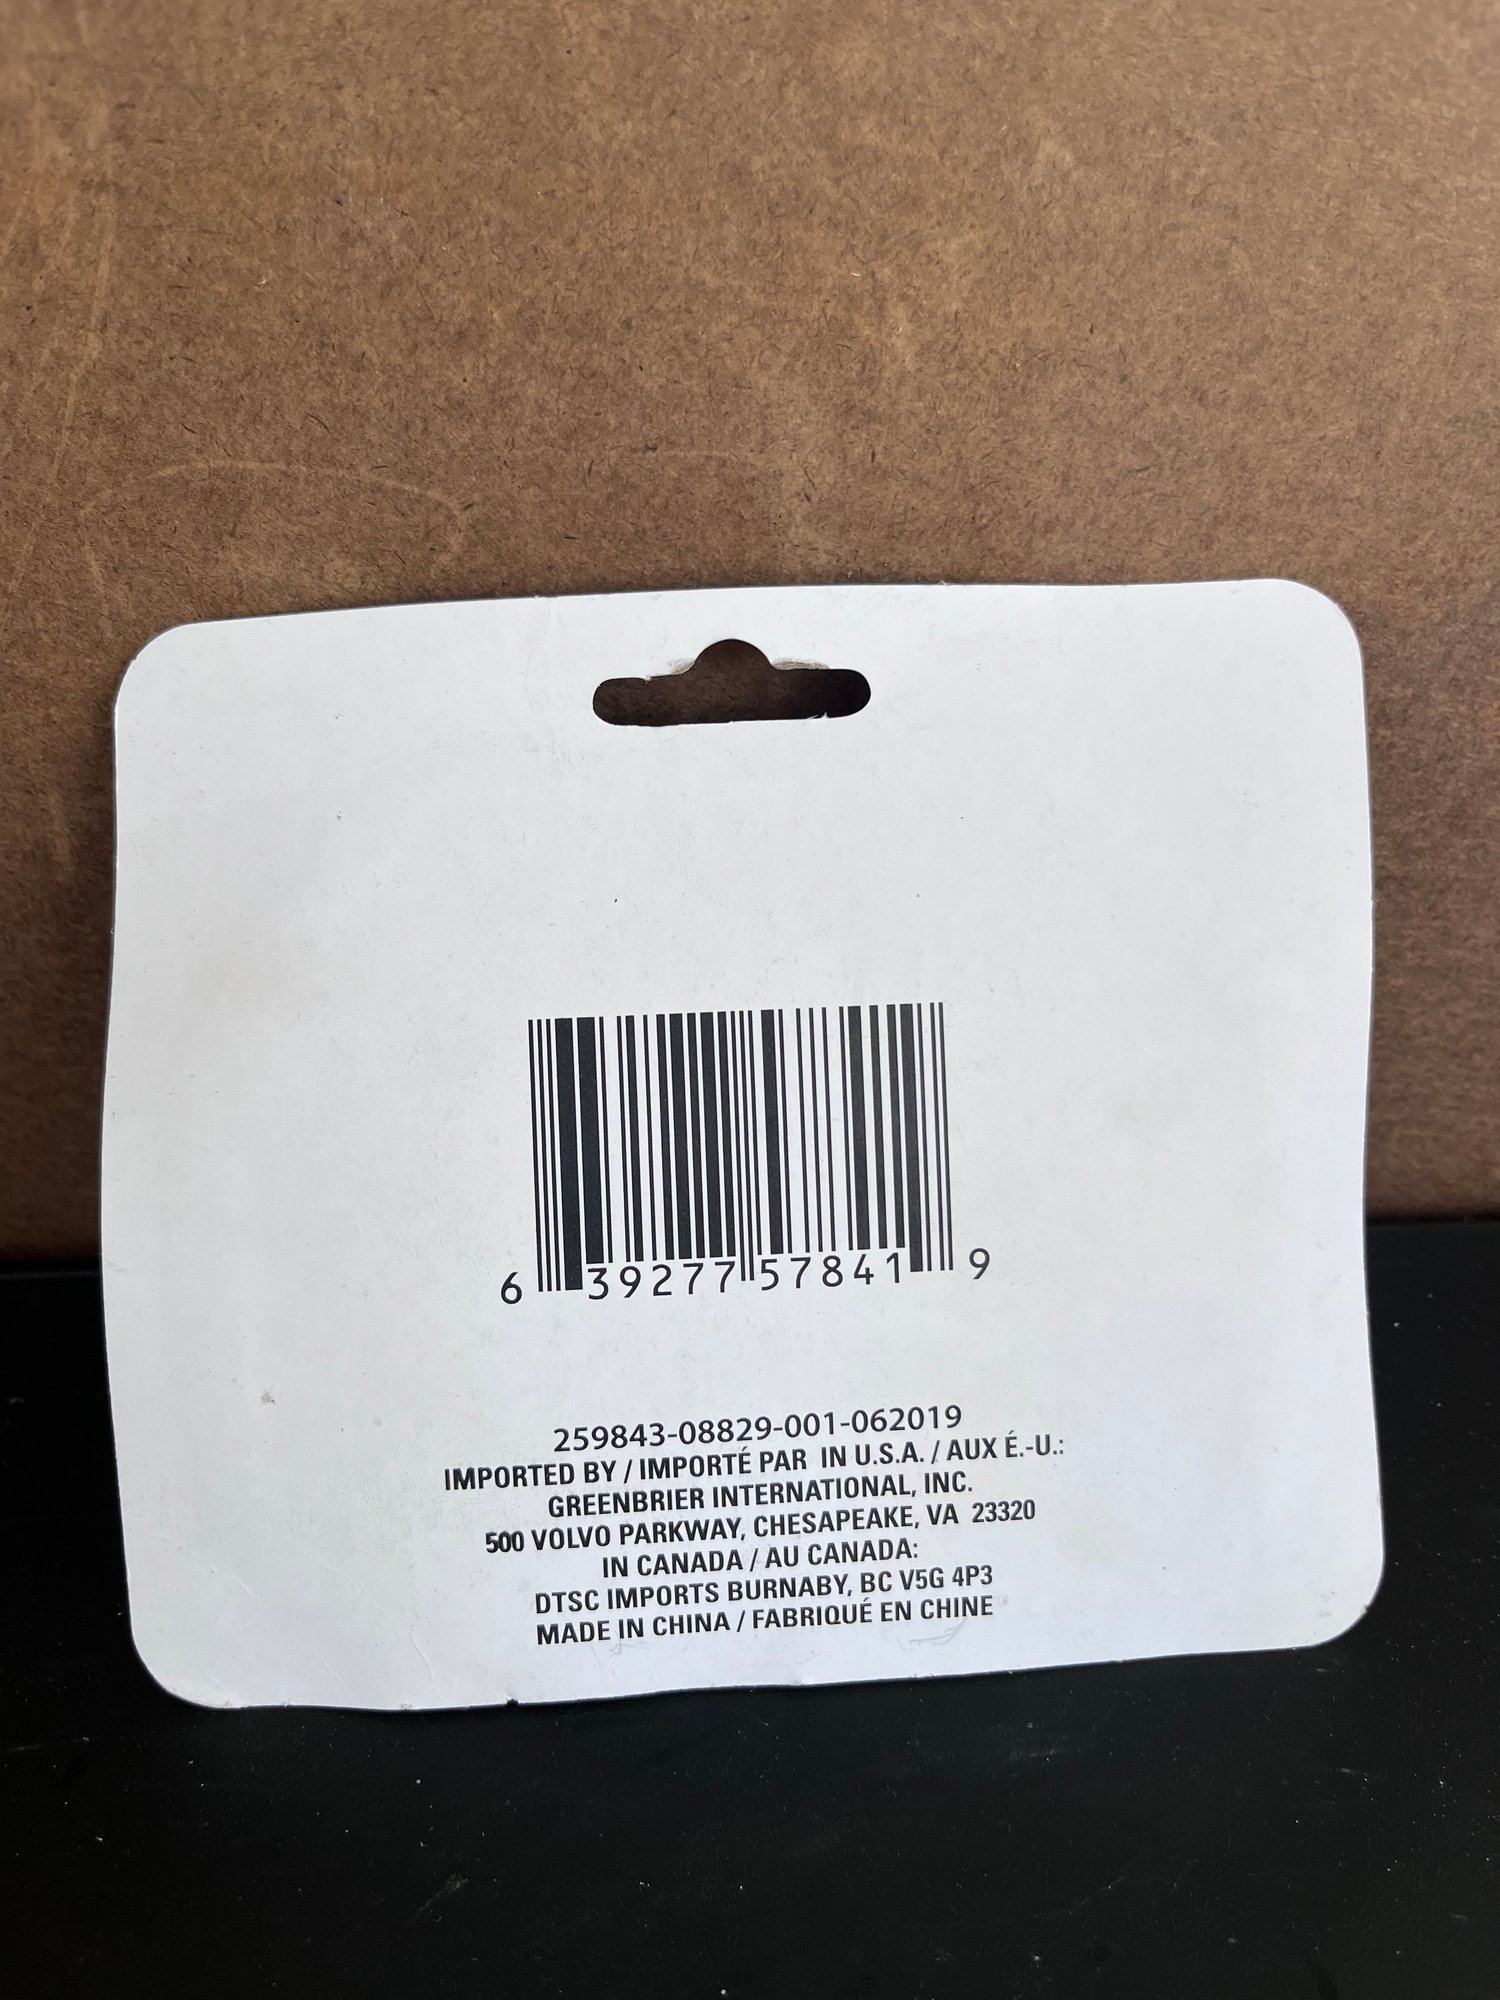 6 39277 57841 9
259843-08829-001-062019
IMPORTED BY / IMPORTÉ PAR IN U.S.A. / AUX É.-U.:
GREENBRIER INTERNATIONAL, INC.
500 VOLVO PARKWAY, CHESAPEAKE, VA 23320
IN CANADA / AU CANADA:
DTSC IMPORTS BURNABY, BC V5G 4P3
MADE IN CHINA / FABRIQUÉ EN CHINE